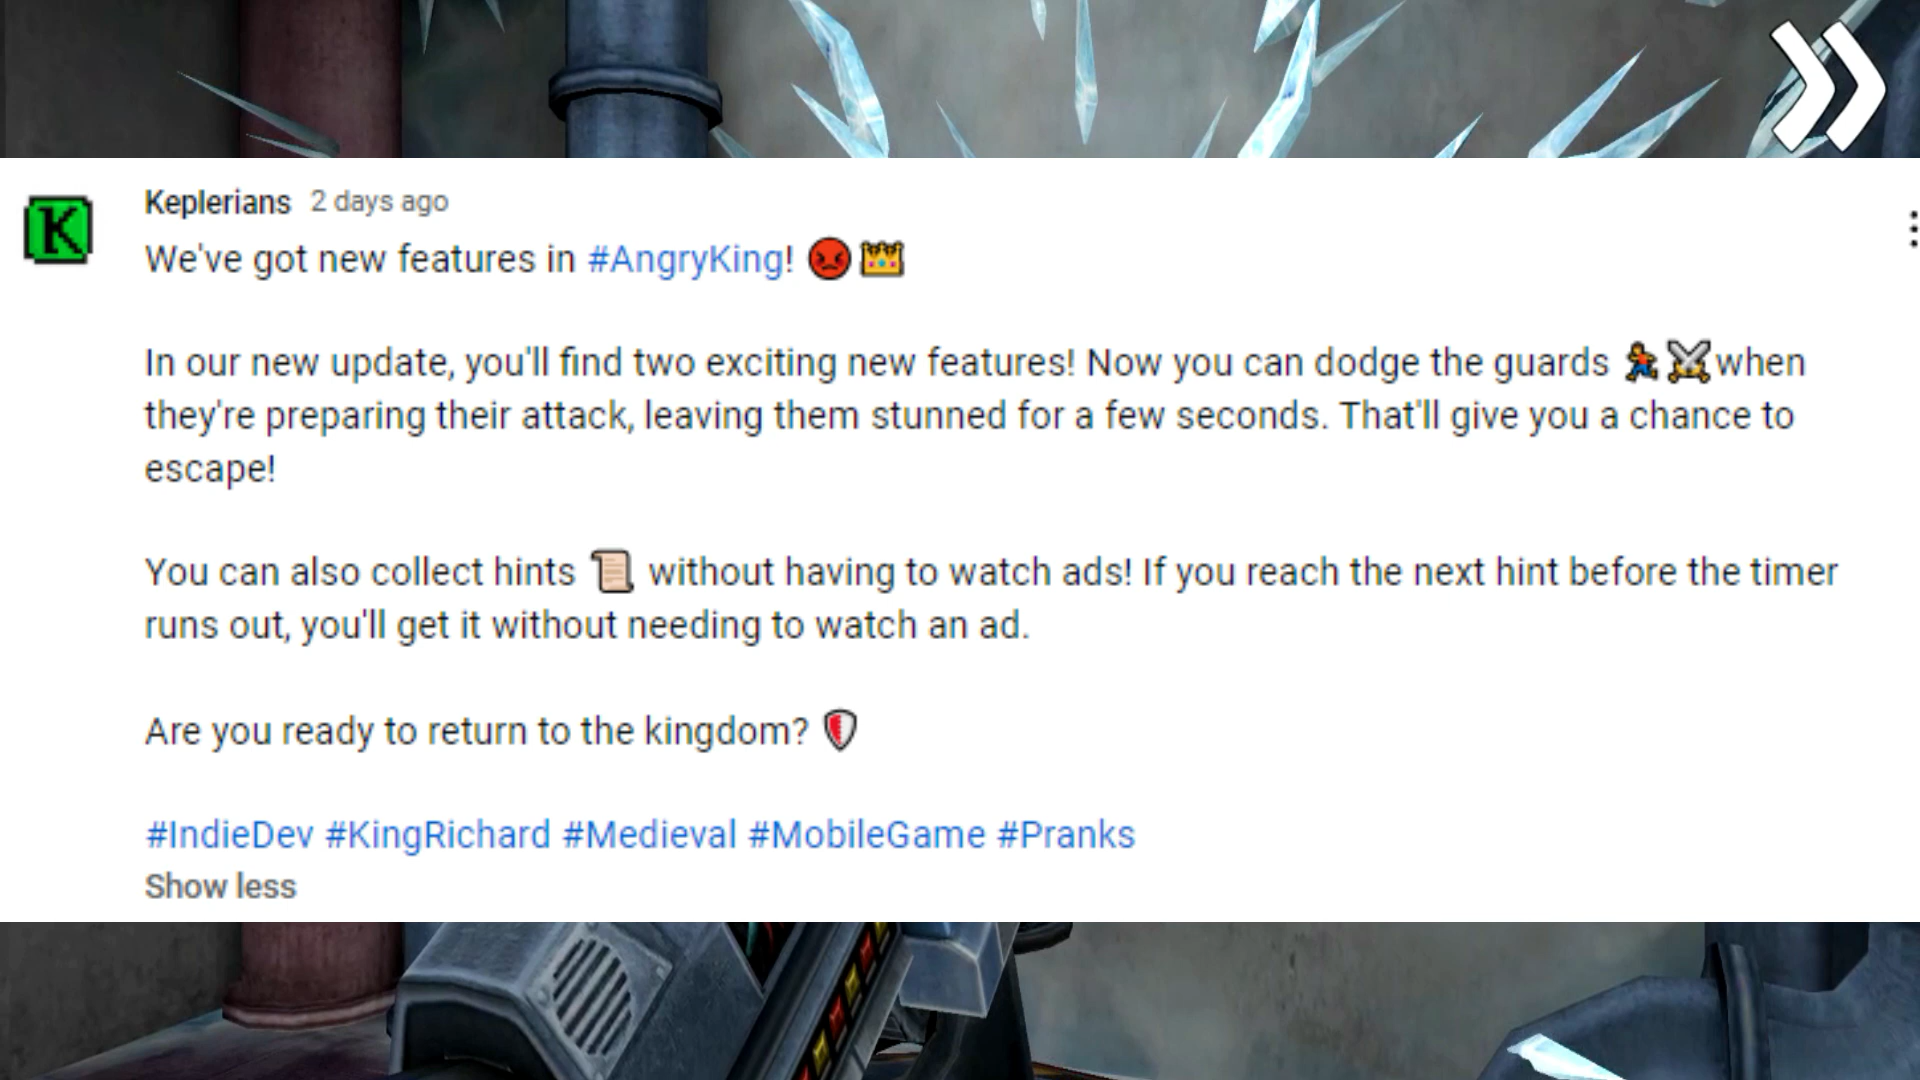 K
Keplerians 2 days ago
We've got new features in #AngryKing! 😡👑
In our new update, you'll find two exciting new features! Now you can dodge the guards 🏃⚔️when
they're preparing their attack, leaving them stunned for a few seconds. That'll give you a chance to
escape!
You can also collect hints 📜 without having to watch ads! If you reach the next hint before the timer
runs out, you'll get it without needing to watch an ad.
Are you ready to return to the kingdom? 🛡️
#IndieDev #KingRichard #Medieval #MobileGame #Pranks
Show less